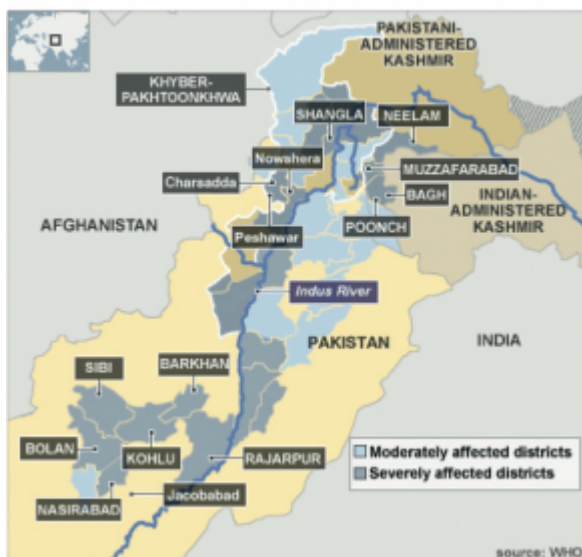 PAKISTANI-
ADMINISTERED
KASHMIR
KHYBER-
PAKHTOONKHWA
SHANGLA
NEELAM
Nowshera
MUZZAFARABAD
Charsadda
BAGH
INDIAN-
ADMINISTERED
KASHMIR
AFGHANISTAN
Peshawar
POONCH
Indus River
PAKISTAN
INDIA
SIBI
BARKHAN
BOLAN
KOHLU
RAJARPUR
NASIRABAD
Jacobabad
Moderately affected districts
Severely affected districts
source: WHO